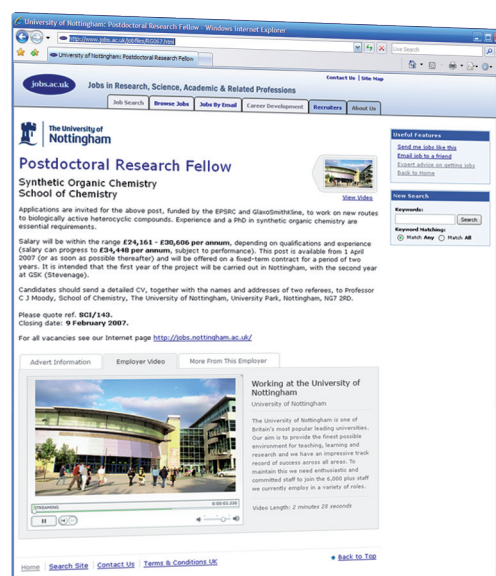 University of Nottingham: Postdoctoral Research Fellow - Windows Internet Explorer
http://www.jobs.ac.uk/jobfiles/RG067.html
Live Search
University of Nottingham: Postdoctoral Research Fellow
Contact Us | Site Map
jobs.ac.uk
Jobs in Research, Science, Academic & Related Professions
Job Search Browse Jobs Jobs By Email Career Development Recruiters About Us
The University of
Nottingham
Useful Features
Send me jobs like this
Email job to a friend
Expert advice on getting jobs
Back to Home
Postdoctoral Research Fellow
Synthetic Organic Chemistry
School of Chemistry
View Video
New Search
Keywords:
Search
Keyword Matching:
Match Any Match All
Applications are invited for the above post, funded by the EPSRC and GlaxoSmithKline, to work on new routes
to biologically active heterocyclic compounds. Experience and a PhD in synthetic organic chemistry are
essential requirements.
Salary will be within the range £24,161 - £30,606 per annum, depending on qualifications and experience
(salary can progress to £34,448 per annum, subject to performance). This post is available from 1 April
2007 (or as soon as possible thereafter) and will be offered on a fixed-term contract for a period of two
years. It is intended that the first year of the project will be carried out in Nottingham, with the second year
at GSK (Stevenage).
Candidates should send a detailed CV, together with the names and addresses of two referees, to Professor
C J Moody, School of Chemistry, The University of Nottingham, University Park, Nottingham, NG7 2RD.
Please quote ref. SCI/143.
Closing date: 9 February 2007.
For all vacancies see our Internet page http://jobs.nottingham.ac.uk/
Advert Information Employer Video More From This Employer
Working at the University of
Nottingham
University of Nottingham
The University of Nottingham is one of
Britain's most popular leading universities.
Our aim is to provide the finest possible
environment for teaching, learning and
research and we have an impressive track
record of success across all areas. To
maintain this we need enthusiastic and
committed staff to join the 6,000 plus staff
we currently employ in a variety of roles.
Video Length: 2 minutes 28 seconds
STREAMING
Back to Top
Home | Search Site | Contact Us | Terms & Conditions UK